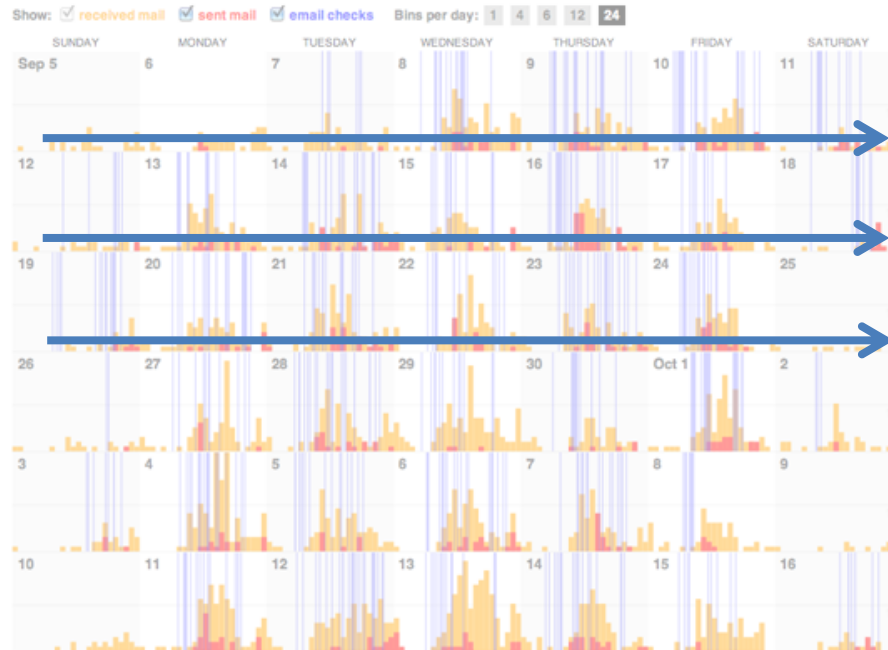 Show: received mail sent mail email checks Bins per day: 1 4 6 12 24
SUNDAY MONDAY TUESDAY WEDNESDAY THURSDAY FRIDAY SATURDAY
Sep 5 6 7 8 9 10 11
12 13 14 15 16 17 18
19 20 21 22 23 24 25
26 27 28 29 30 Oct 1 2
3 4 5 6 7 8 9
10 11 12 13 14 15 16